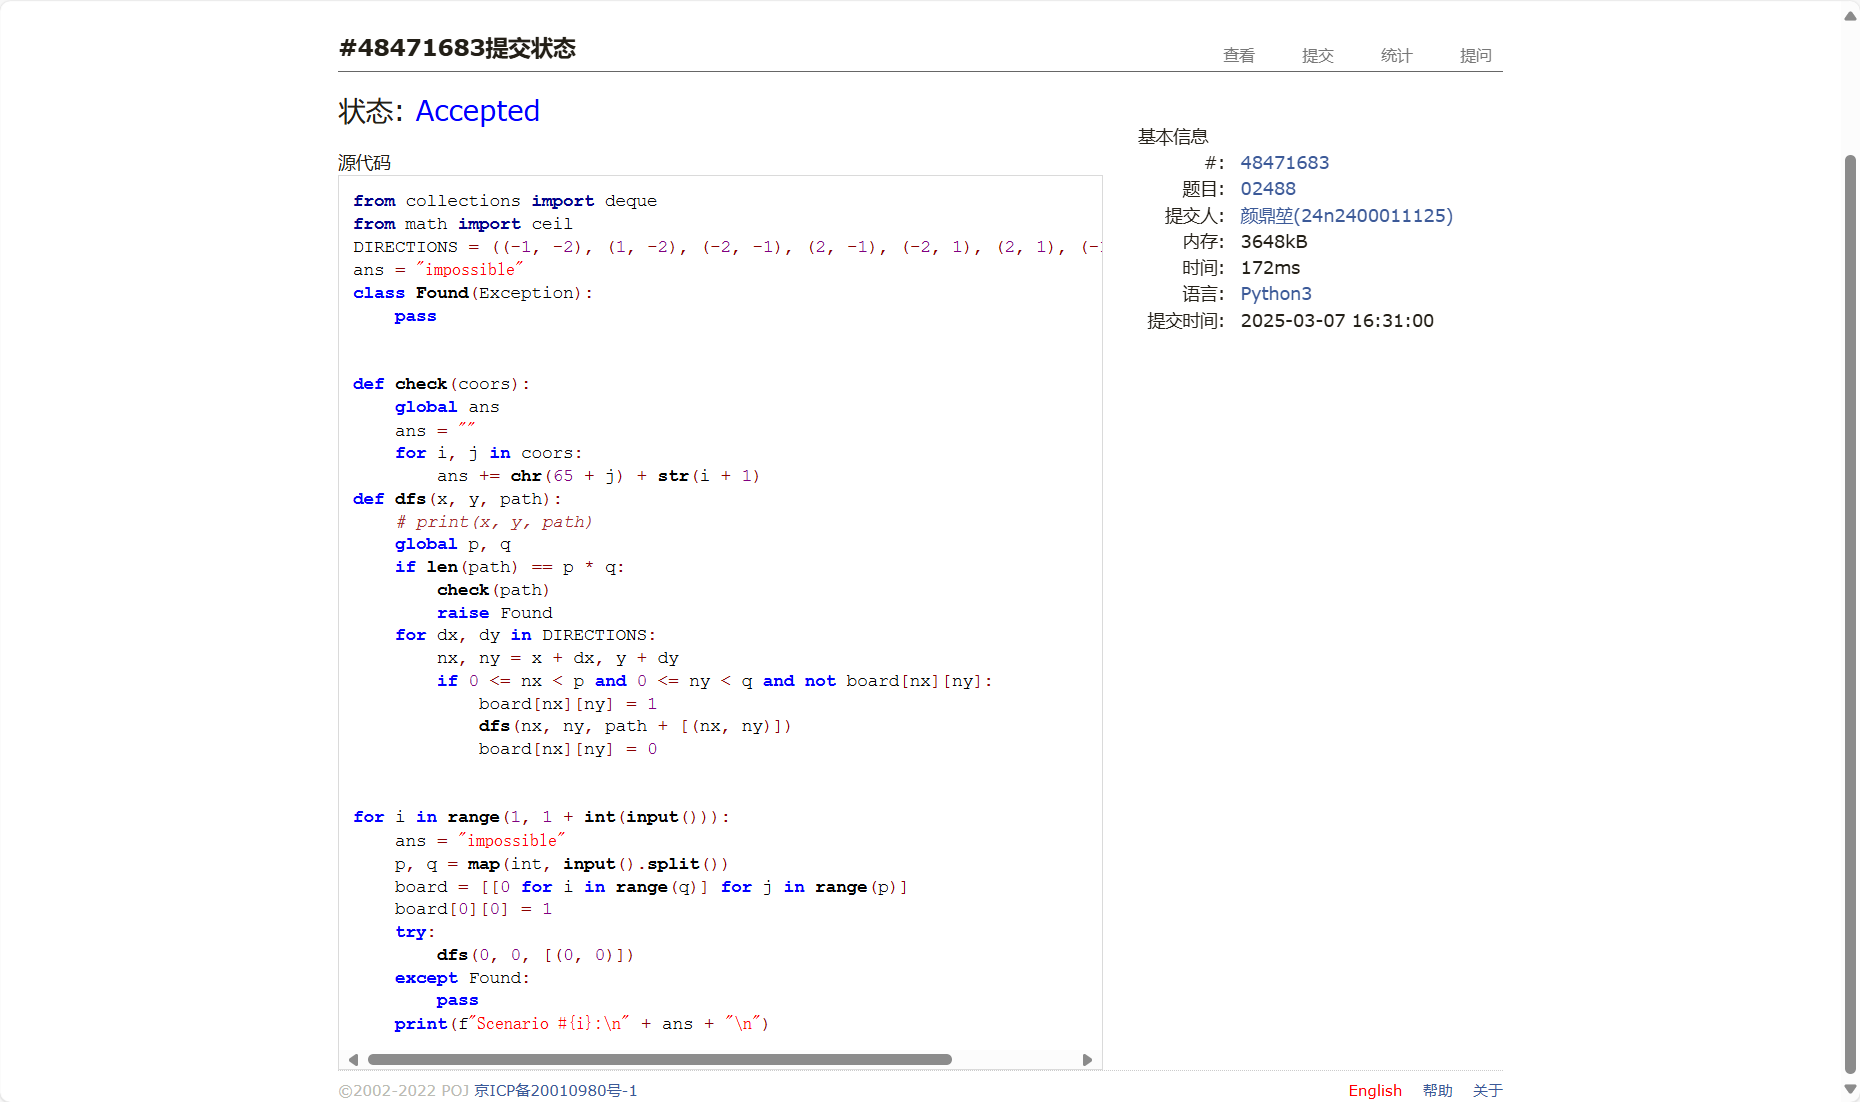 #48471683提交状态
查看 提交 统计 提问
状态: Accepted
源代码
from collections import deque
from math import ceil
DIRECTIONS = ((-1, -2), (1, -2), (-2, -1), (2, -1), (-2, 1), (2, 1), (-1
ans = "impossible"
class Found(Exception):
    pass
def check(coors):
    global ans
    ans = ""
    for i, j in coors:
        ans += chr(65 + j) + str(i + 1)
def dfs(x, y, path):
    # print(x, y, path)
    global p, q
    if len(path) == p * q:
        check(path)
        raise Found
    for dx, dy in DIRECTIONS:
        nx, ny = x + dx, y + dy
        if 0 <= nx < p and 0 <= ny < q and not board[nx][ny]:
            board[nx][ny] = 1
            dfs(nx, ny, path + [(nx, ny)])
            board[nx][ny] = 0
for i in range(1, 1 + int(input())):
    ans = "impossible"
    p, q = map(int, input().split())
    board = [[0 for i in range(q)] for j in range(p)]
    board[0][0] = 1
    try:
        dfs(0, 0, [(0, 0)])
    except Found:
        pass
    print(f"Scenario #{i}:\n" + ans + "\n")
基本信息
#: 48471683
题目: 02488
提交人: 颜鼎堃(24n2400011125)
内存: 3648kB
时间: 172ms
语言: Python3
提交时间: 2025-03-07 16:31:00
©2002-2022 POJ 京ICP备20010980号-1
English 帮助 关于